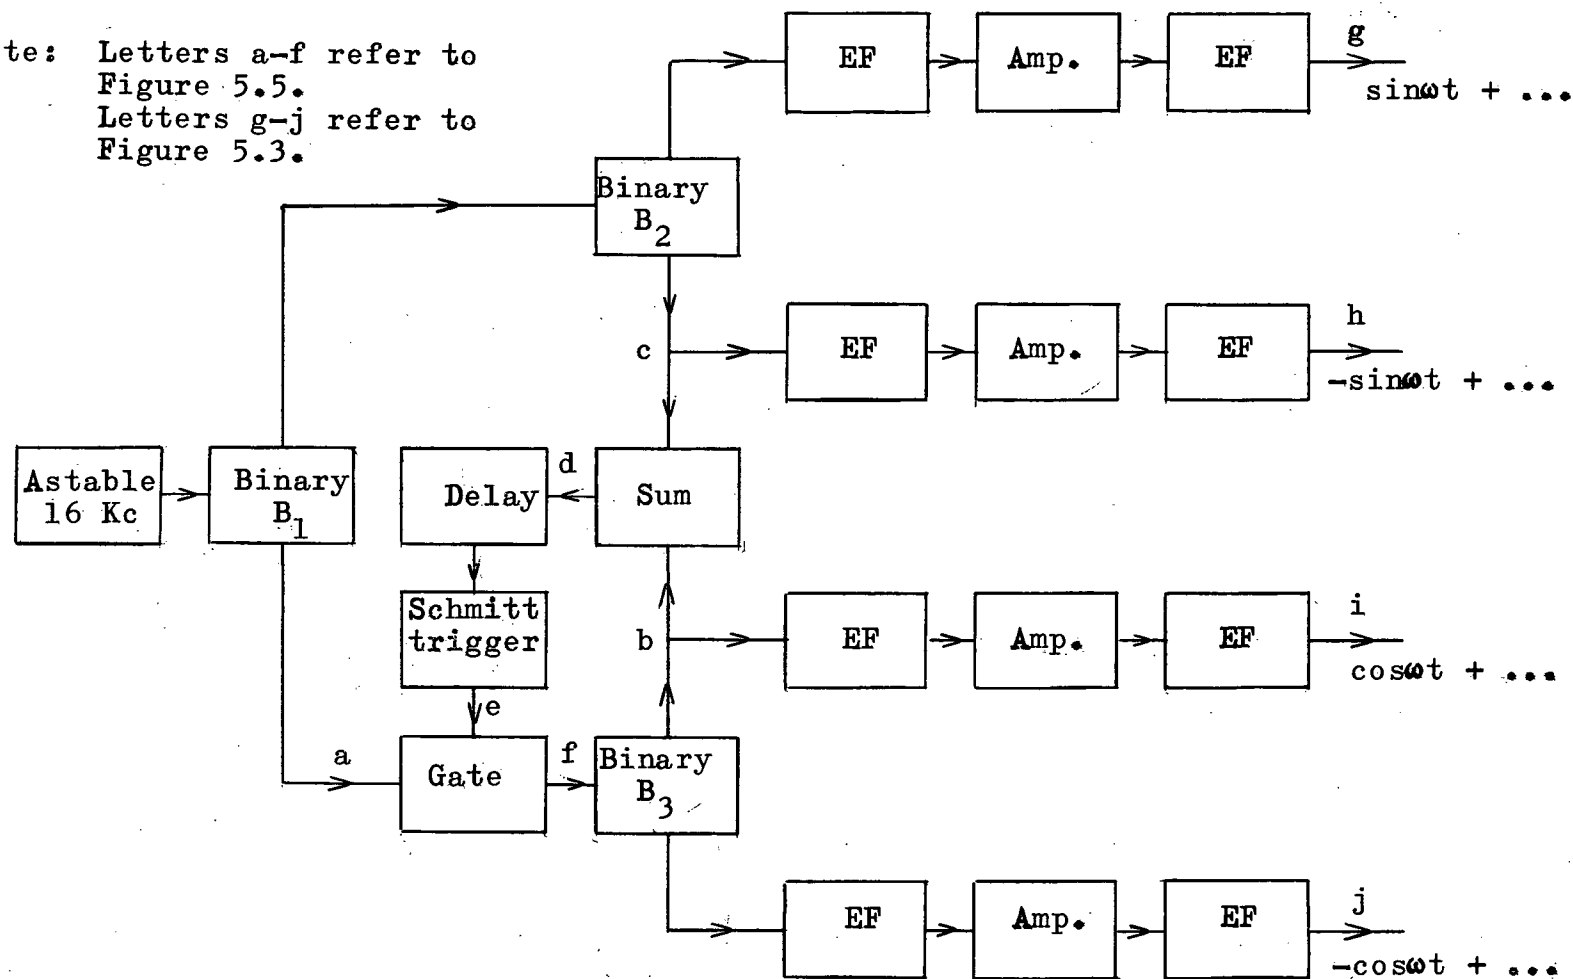 te: Letters a-f refer to
Figure 5.5.
Letters g-j refer to
Figure 5.3.
EF
Amp.
EF
g
sinωt + ...
Binary
B2
c
EF
Amp.
EF
h
-sinωt + ...
Astable
16 Kc
Binary
B1
Delay
d
Sum
Schmitt
trigger
e
b
EF
Amp.
EF
i
cosωt + ...
a
Gate
f
Binary
B3
EF
Amp.
EF
j
-cosωt + ...